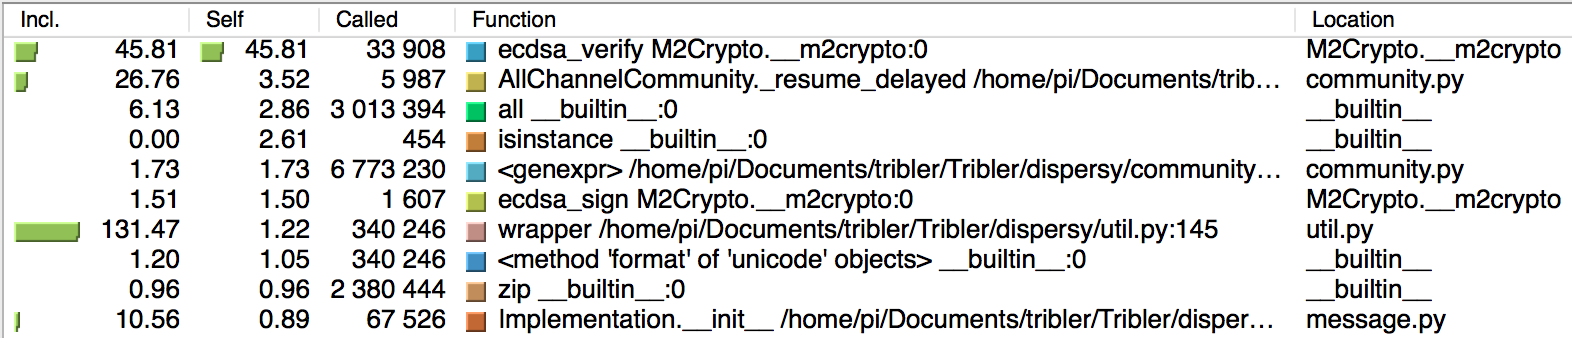 Incl. Self Called Function Location
45.81 45.81 33 908 ecdsa_verify M2Crypto.__m2crypto:0 M2Crypto.__m2crypto
26.76 3.52 5 987 AllChannelCommunity._resume_delayed /home/pi/Documents/trib… community.py
6.13 2.86 3 013 394 all __builtin__:0 __builtin__
0.00 2.61 454 isinstance __builtin__:0 __builtin__
1.73 1.73 6 773 230 <genexpr> /home/pi/Documents/tribler/Tribler/dispersy/community… community.py
1.51 1.50 1 607 ecdsa_sign M2Crypto.__m2crypto:0 M2Crypto.__m2crypto
131.47 1.22 340 246 wrapper /home/pi/Documents/tribler/Tribler/dispersy/util.py:145 util.py
1.20 1.05 340 246 <method 'format' of 'unicode' objects> __builtin__:0 __builtin__
0.96 0.96 2 380 444 zip __builtin__:0 __builtin__
10.56 0.89 67 526 Implementation.__init__ /home/pi/Documents/tribler/Tribler/disper… message.py